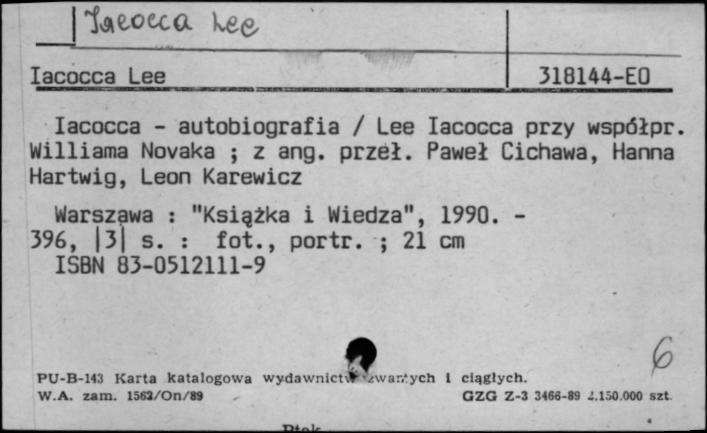 Iacocca Lee
Iacocca Lee 318144-EO
Iacocca - autobiografia / Lee Iacocca przy współpr.
Williama Novaka ; z ang. przeł. Paweł Cichawa, Hanna
Hartwig, Leon Karewicz
Warszawa : "Książka i Wiedza", 1990. -
396, |3| s. : fot., portr. ; 21 cm
ISBN 83-0512111-9
6
PU-B-143 Karta katalogowa wydawnictw zwartych i ciągłych.
W.A. zam. 1562/On/89 GZG Z-3 3466-89 2.150.000 szt.